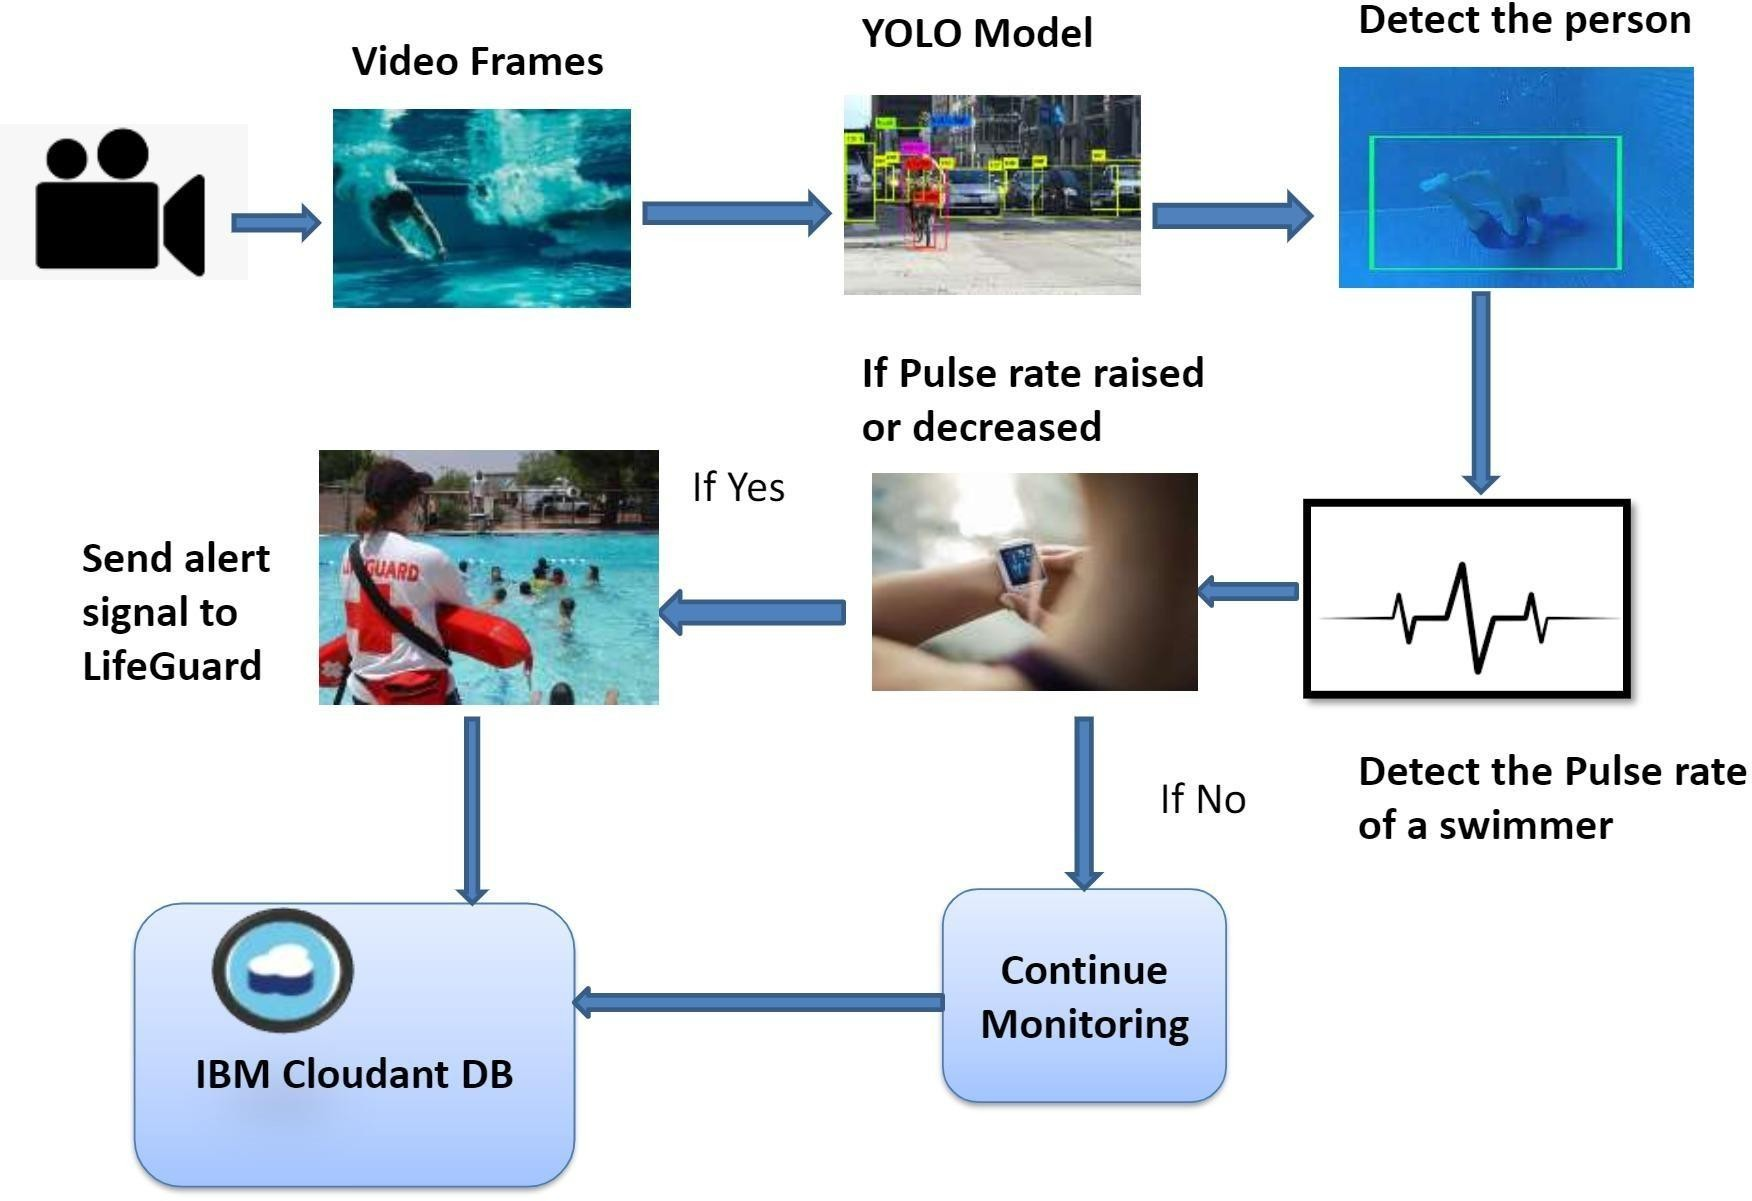 Video Frames
YOLO Model
Detect the person
If Pulse rate raised
or decreased
If Yes
Send alert
signal to
LifeGuard
GUARD
Detect the Pulse rate
of a swimmer
If No
Continue
Monitoring
IBM Cloudant DB